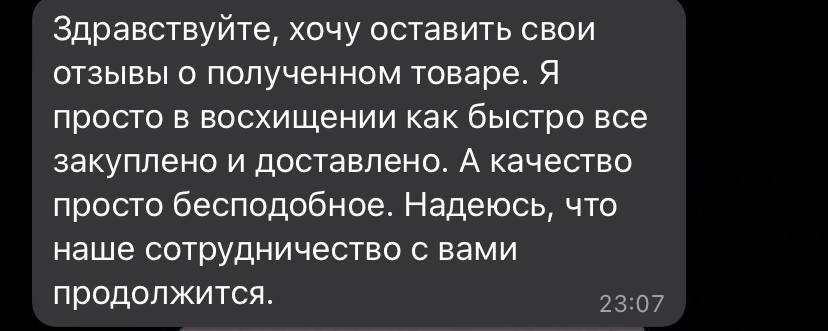 Здравствуйте, хочу оставить свои
отзывы о полученном товаре. Я
просто в восхищении как быстро все
закуплено и доставлено. А качество
просто бесподобное. Надеюсь, что
наше сотрудничество с вами
продолжится.
23:07